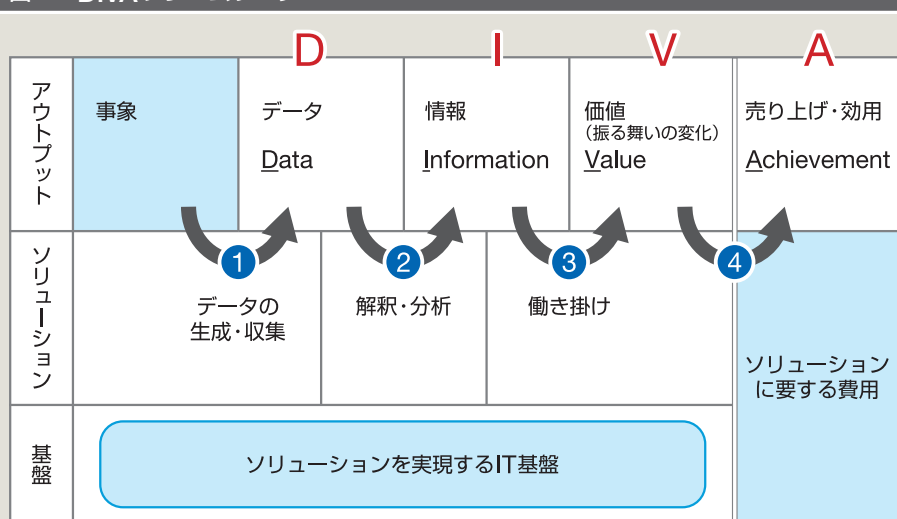 D I V A
アウトプット
事象
データ
Data
情報
Information
価値
(振る舞いの変化)
Value
売り上げ・効用
Achievement
ソリューション
1
データの
生成・収集
2
解釈・分析
3
働き掛け
4
ソリューション
に要する費用
基盤
ソリューションを実現するIT基盤